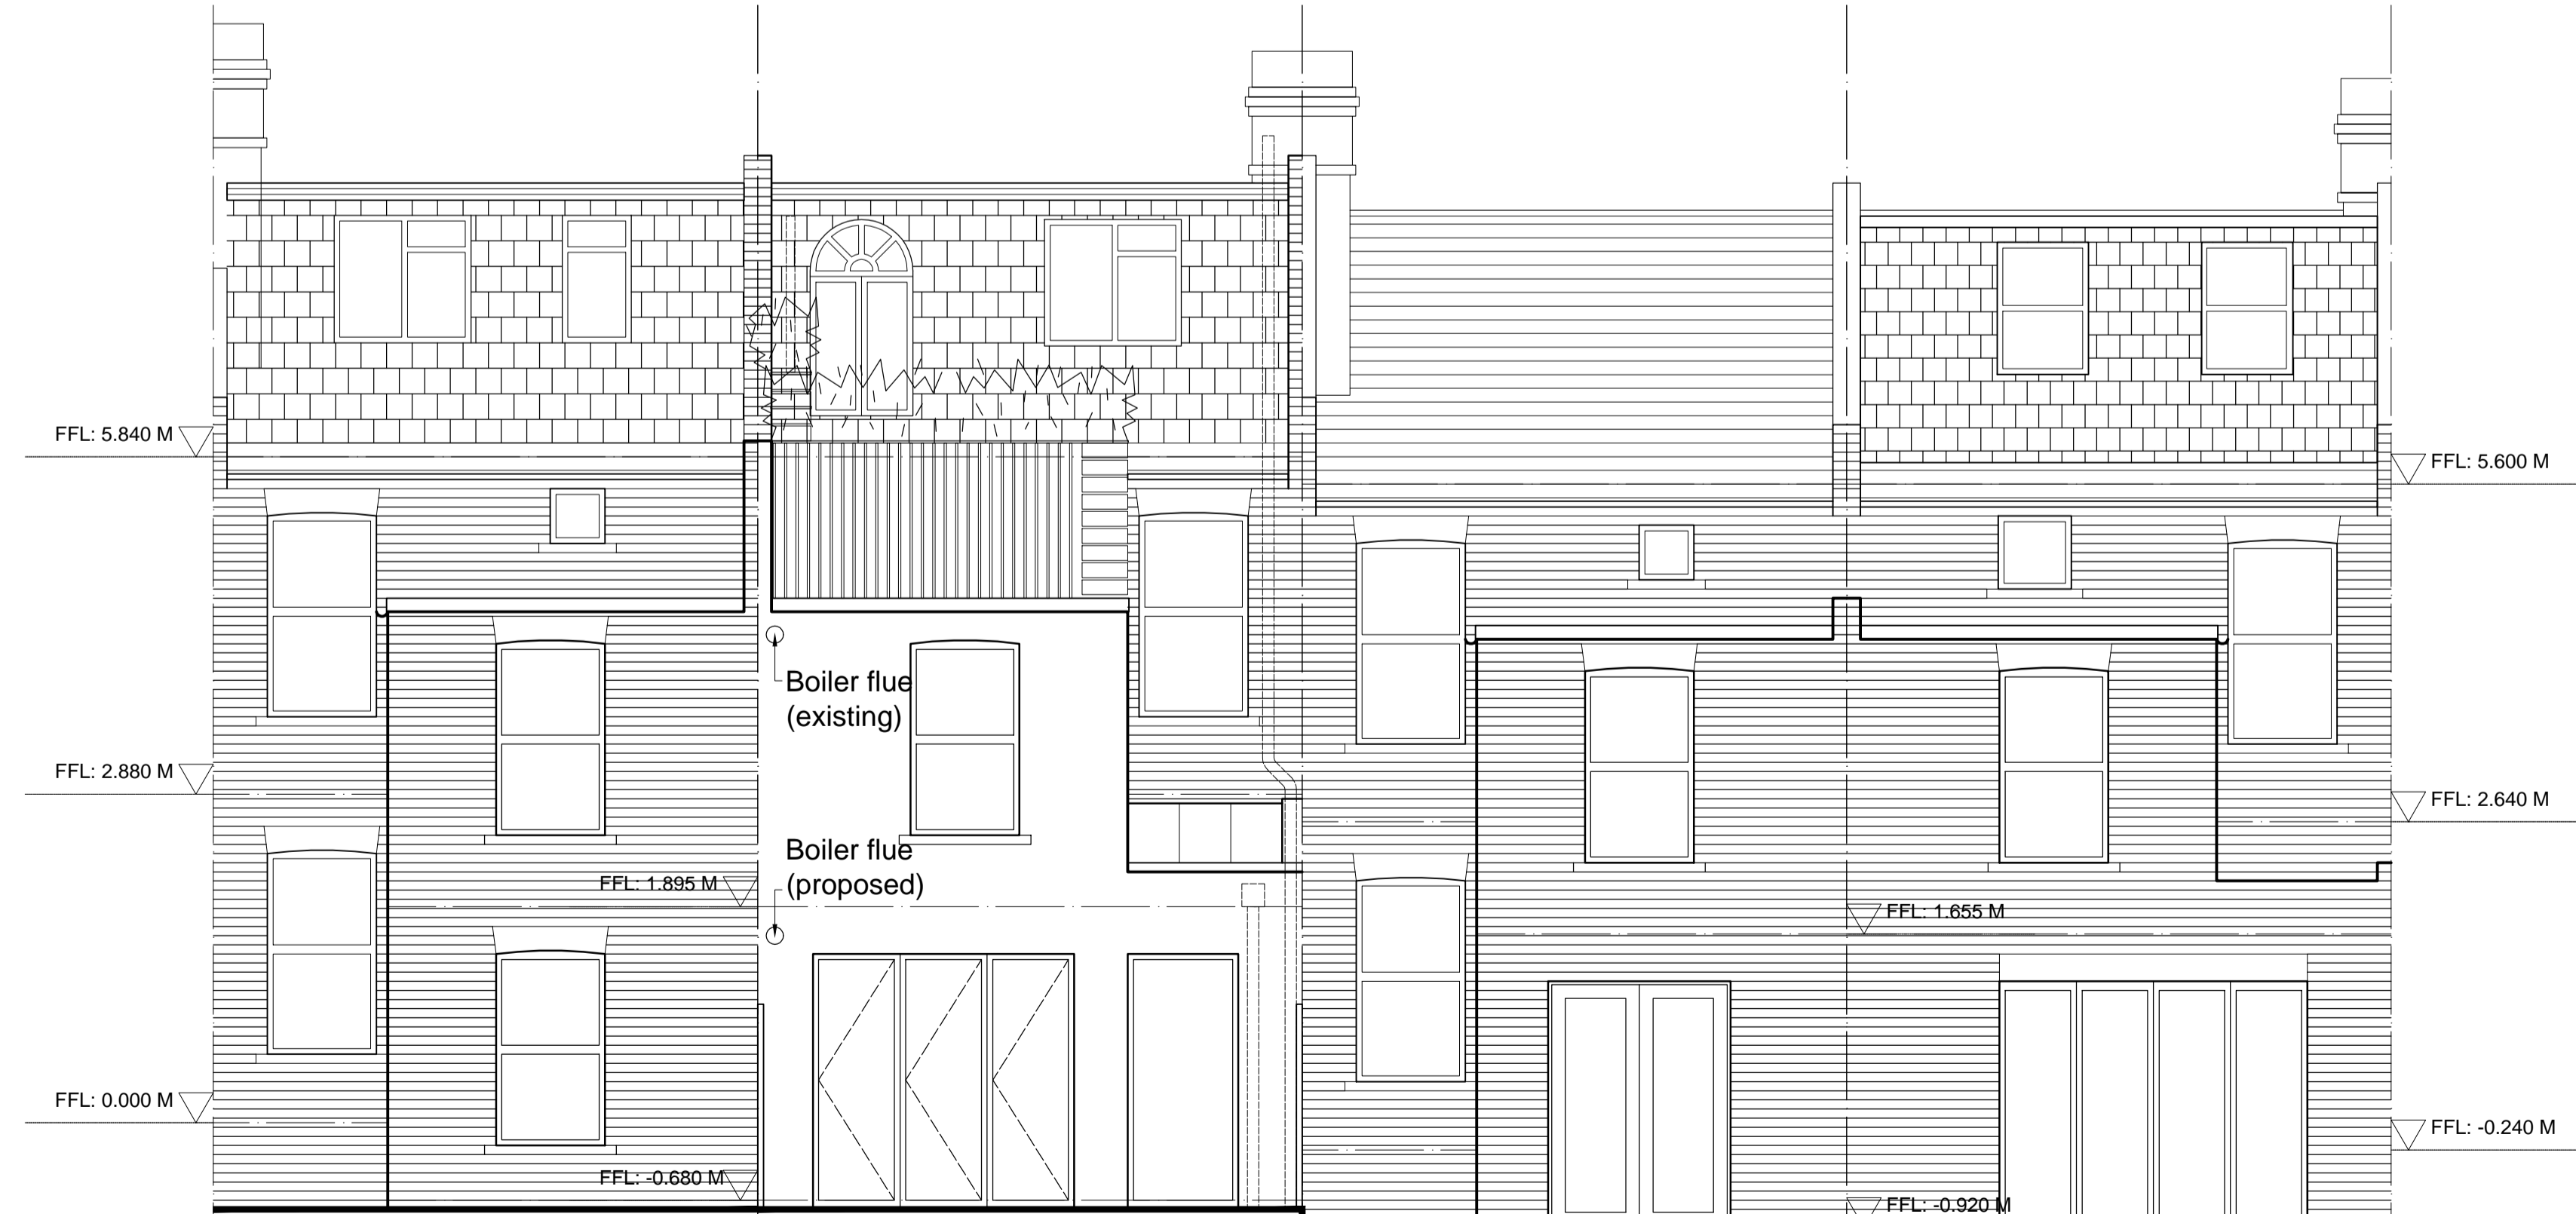 FFL: 5.840 M
FFL: 5.600 M
Boiler flue
(existing)
FFL: 2.880 M
FFL: 2.640 M
Boiler flue
(proposed)
FFL: 1.895 M
FFL: 1.655 M
FFL: 0.000 M
FFL: -0.240 M
FFL: -0.680 M
FFL: -0.920 M